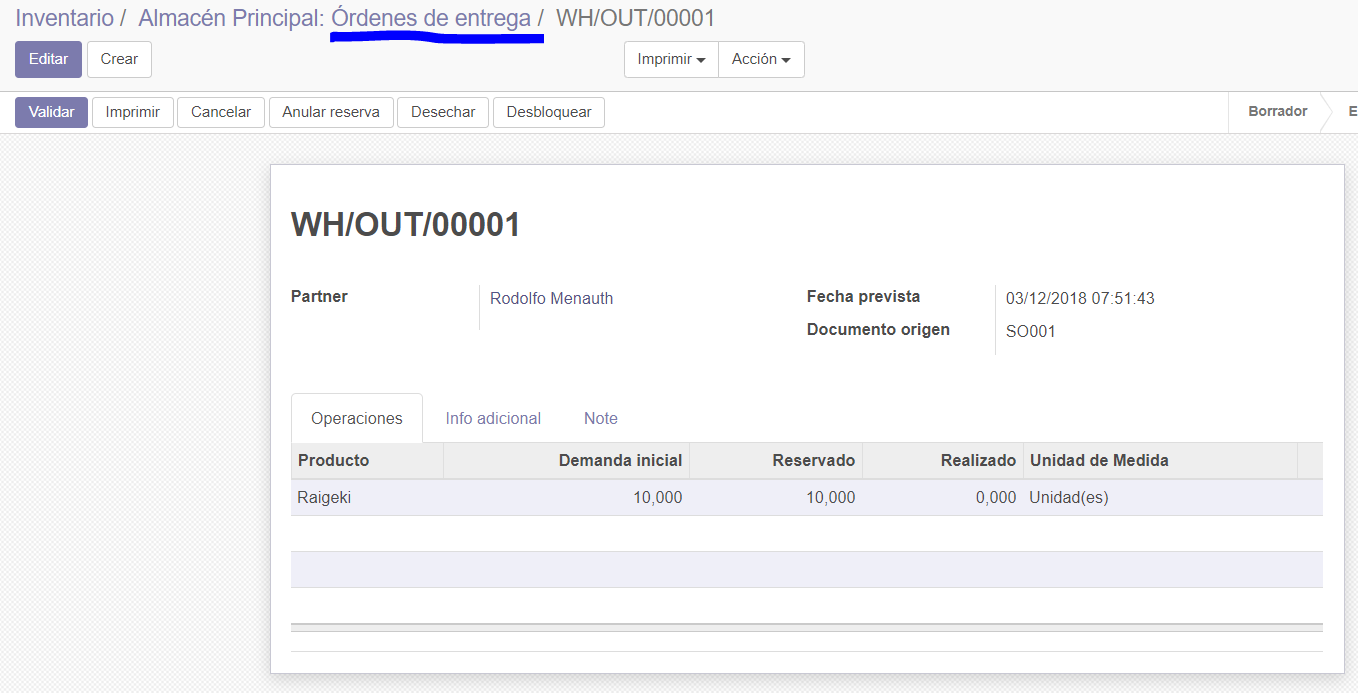 Inventario / Almacén Principal: Órdenes de entrega / WH/OUT/00001
Editar Crear Imprimir Acción
Validar Imprimir Cancelar Anular reserva Desechar Desbloquear Borrador E
WH/OUT/00001
Partner Rodolfo Menauth Fecha prevista 03/12/2018 07:51:43
Documento origen SO001
Operaciones Info adicional Note
Producto Demanda inicial Reservado Realizado Unidad de Medida
Raigeki 10,000 10,000 0,000 Unidad(es)